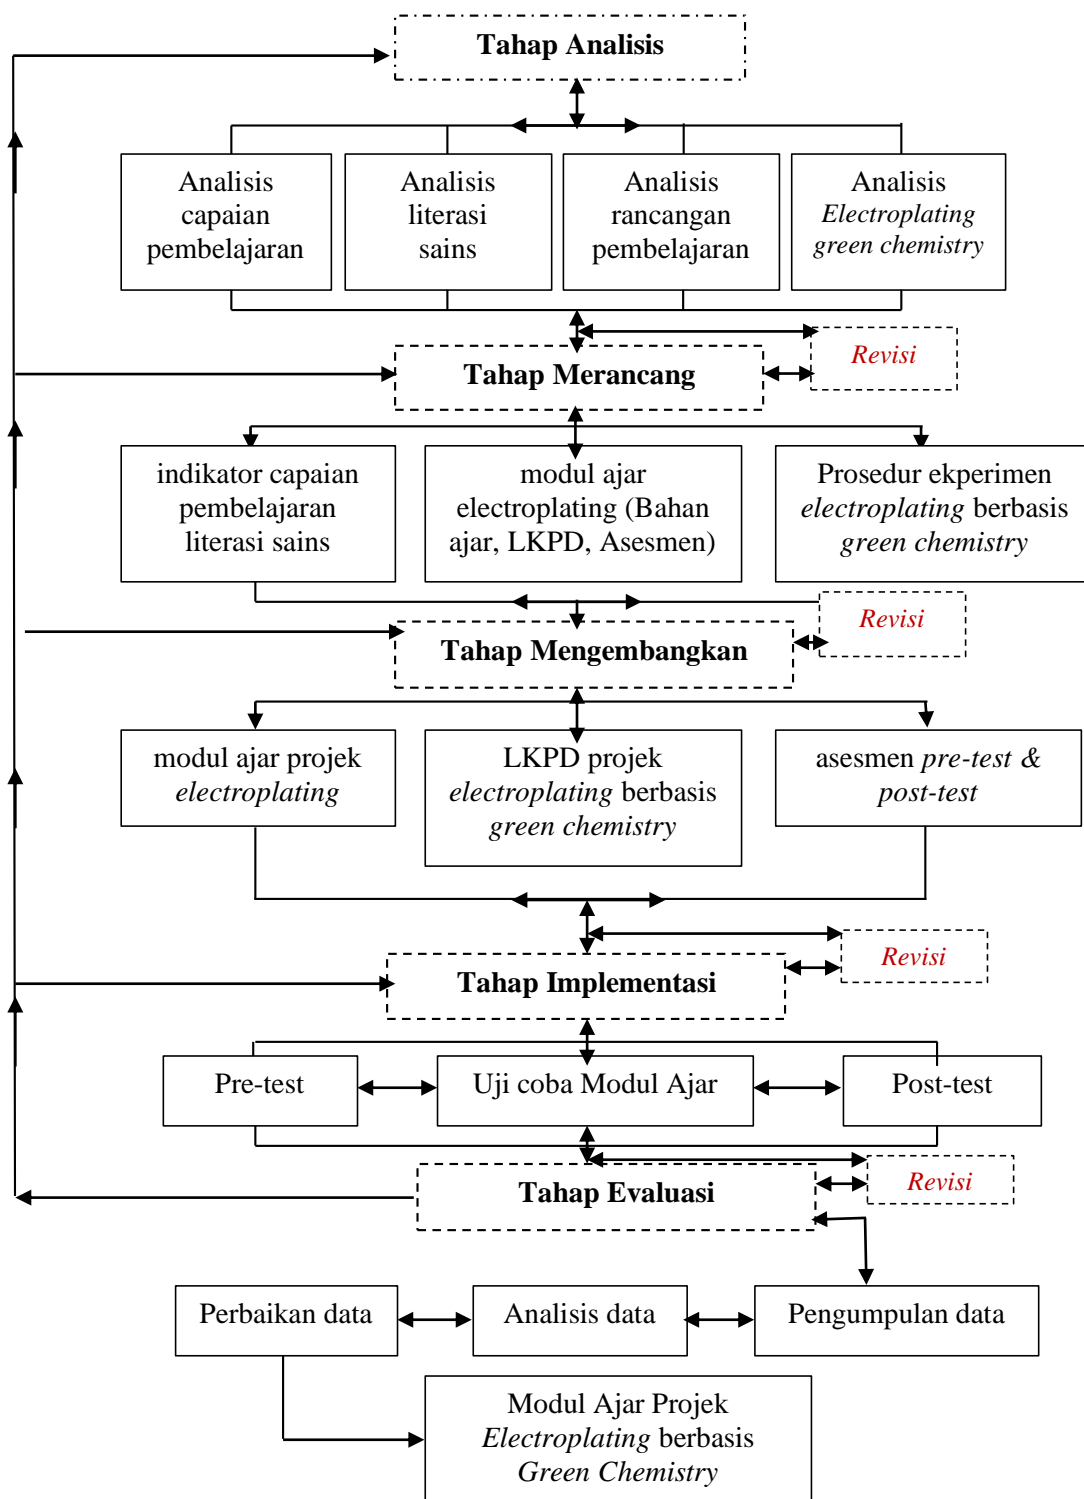 Tahap Analisis
Analisis
capaian
pembelajaran
Analisis
literasi
sains
Analisis
rancangan
pembelajaran
Analisis
Electroplating
green chemistry
Revisi
Tahap Merancang
indikator capaian
pembelajaran
literasi sains
modul ajar
electroplating (Bahan
ajar, LKPD, Asesmen)
Prosedur ekperimen
electroplating berbasis
green chemistry
Revisi
Tahap Mengembangkan
modul ajar projek
electroplating
LKPD projek
electroplating berbasis
green chemistry
asesmen pre-test &
post-test
Revisi
Tahap Implementasi
Pre-test
Uji coba Modul Ajar
Post-test
Revisi
Tahap Evaluasi
Perbaikan data
Analisis data
Pengumpulan data
Modul Ajar Projek
Electroplating berbasis
Green Chemistry